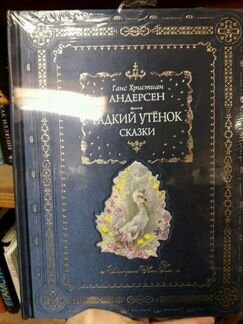 Ганс Христиан
АНДЕРСЕН
ГАДКИЙ УТЁНОК
СКАЗКИ